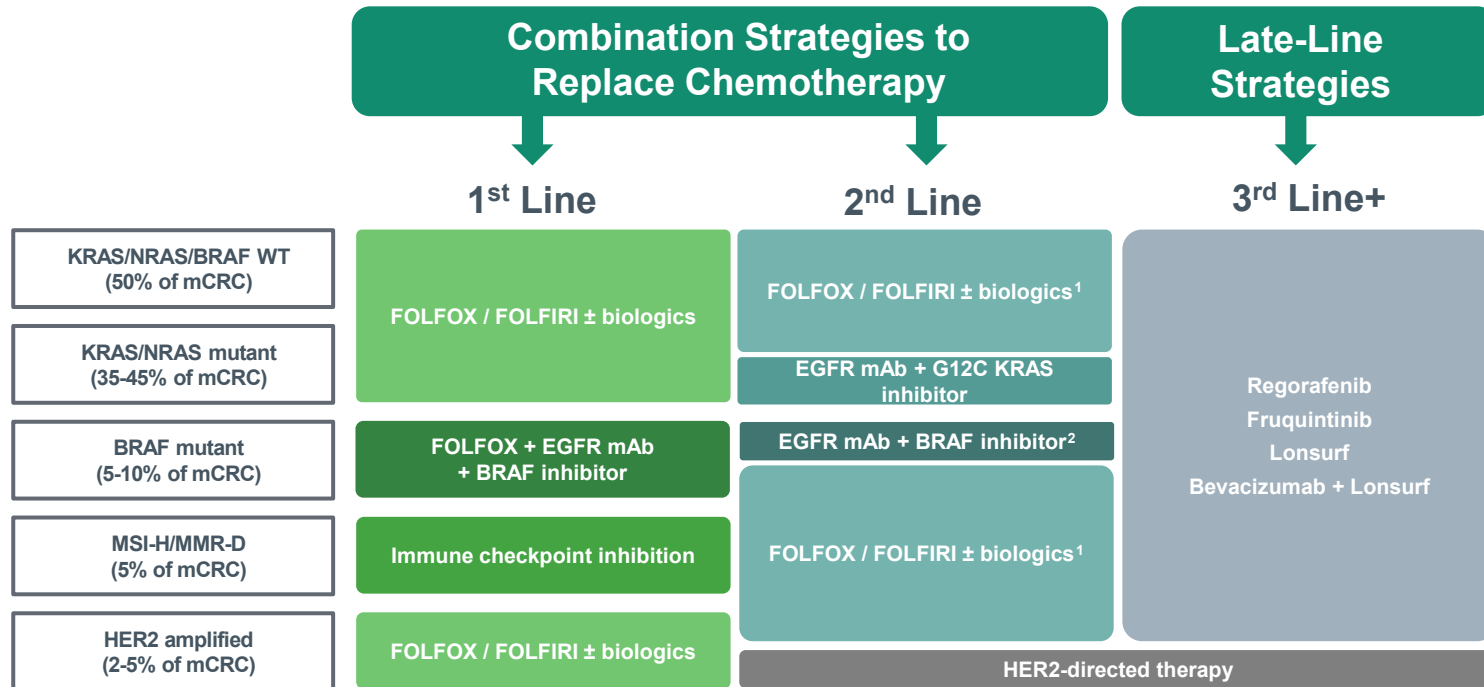 Combination Strategies to
Replace Chemotherapy
Late-Line
Strategies
1st Line
2nd Line
3rd Line+
KRAS/NRAS/BRAF WT
(50% of mCRC)
KRAS/NRAS mutant
(35-45% of mCRC)
BRAF mutant
(5-10% of mCRC)
MSI-H/MMR-D
(5% of mCRC)
HER2 amplified
(2-5% of mCRC)
FOLFOX / FOLFIRI ± biologics
FOLFOX + EGFR mAb
+ BRAF inhibitor
Immune checkpoint inhibition
FOLFOX / FOLFIRI ± biologics
FOLFOX / FOLFIRI ± biologics¹
EGFR mAb + G12C KRAS
inhibitor
EGFR mAb + BRAF inhibitor²
FOLFOX / FOLFIRI ± biologics¹
Regorafenib
Fruquintinib
Lonsurf
Bevacizumab + Lonsurf
HER2-directed therapy